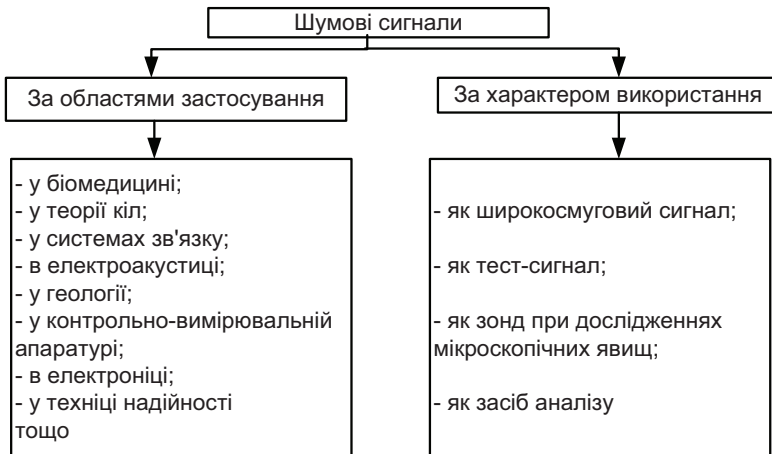 Шумові сигнали
За областями застосування
За характером використання
- у біомедицині;
- у теорії кіл;
- у системах зв'язку;
- в електроакустиці;
- у геології;
- у контрольно-вимірювальній
апаратурі;
- в електроніці;
- у техніці надійності
тощо
- як широкосмуговий сигнал;
- як тест-сигнал;
- як зонд при дослідженнях
мікроскопічних явищ;
- як засіб аналізу